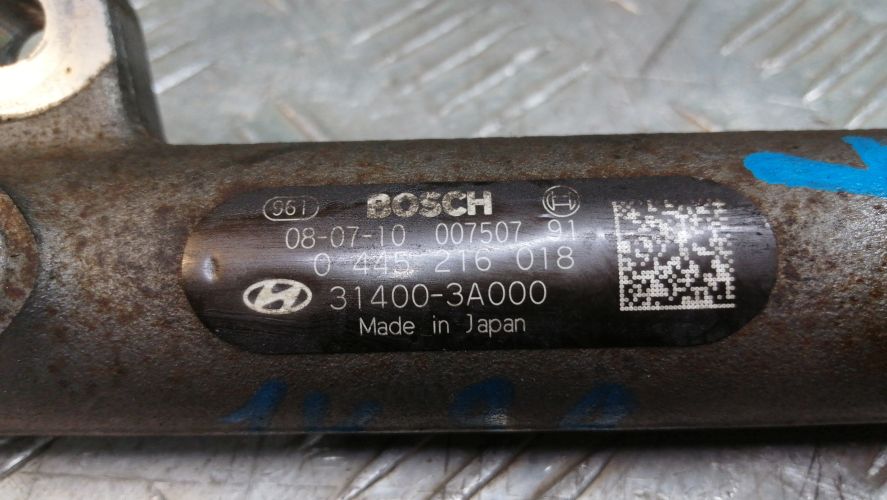 961 BOSCH
08-07-10 007507 91
0 445 216 018
31400-3A000
Made in Japan